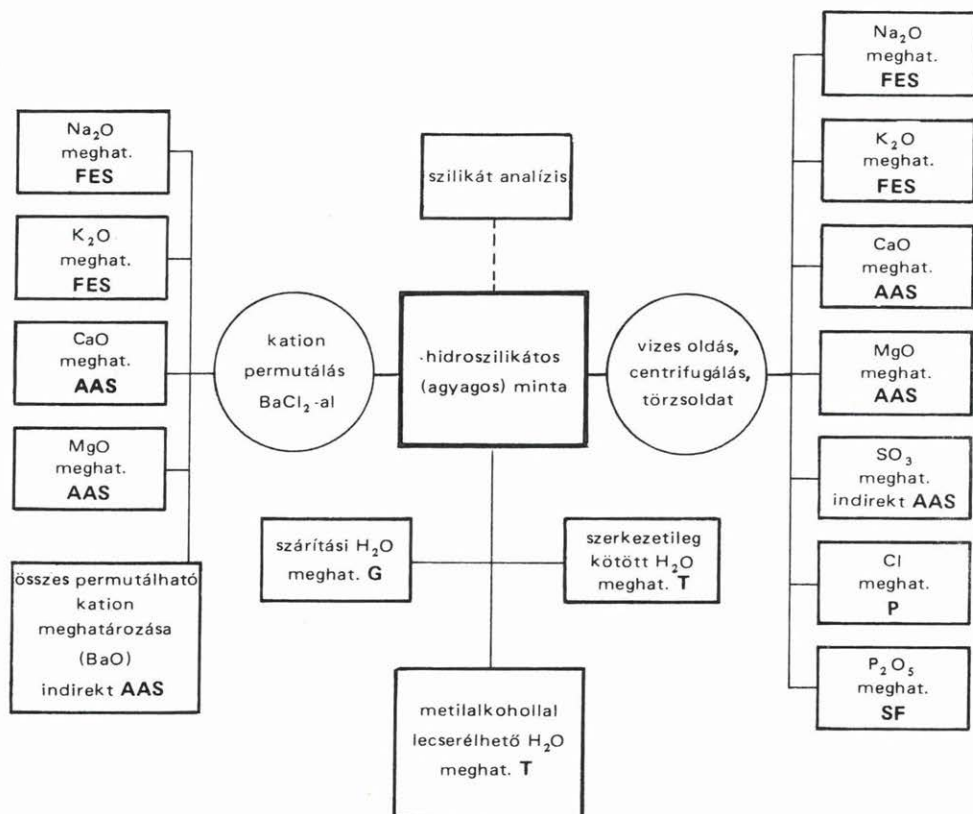 Na₂O
meghat.
FES
K₂O
meghat.
FES
CaO
meghat.
AAS
MgO
meghat.
AAS
összes permutálható
kation
meghatározása
(BaO)
indirekt AAS
kation
permutálás
BaCl₂-al
szilikát analízis
hidroszilikátos
(agyagos) minta
szárítási H₂O
meghat. G
szerkezetileg
kötött H₂O
meghat. T
metilalkohollal
lecserélhető H₂O
meghat. T
vizes oldás,
centrifugálás,
törzsoldat
Na₂O
meghat.
FES
K₂O
meghat.
FES
CaO
meghat.
AAS
MgO
meghat.
AAS
SO₃
meghat.
indirekt AAS
Cl
meghat.
P
P₂O₅
meghat.
SF